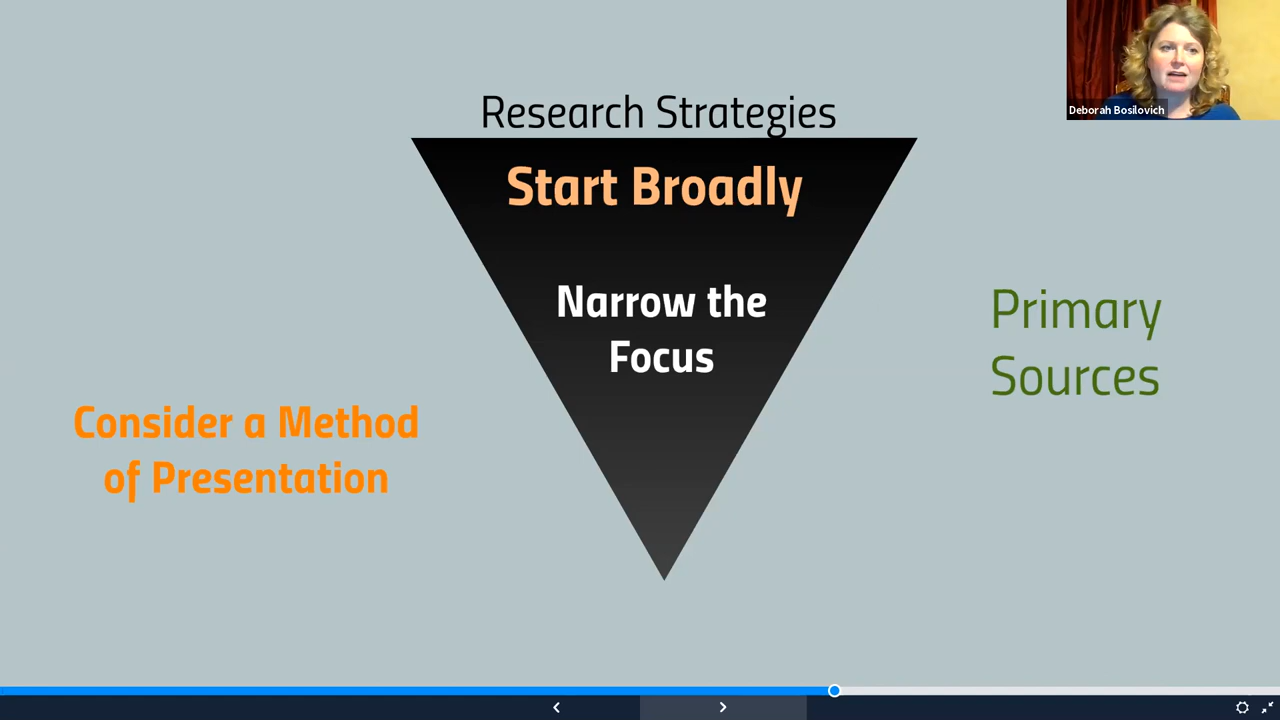 Deborah Bosilovich
Research Strategies
Start Broadly
Narrow the
Focus
Primary
Sources
Consider a Method
of Presentation